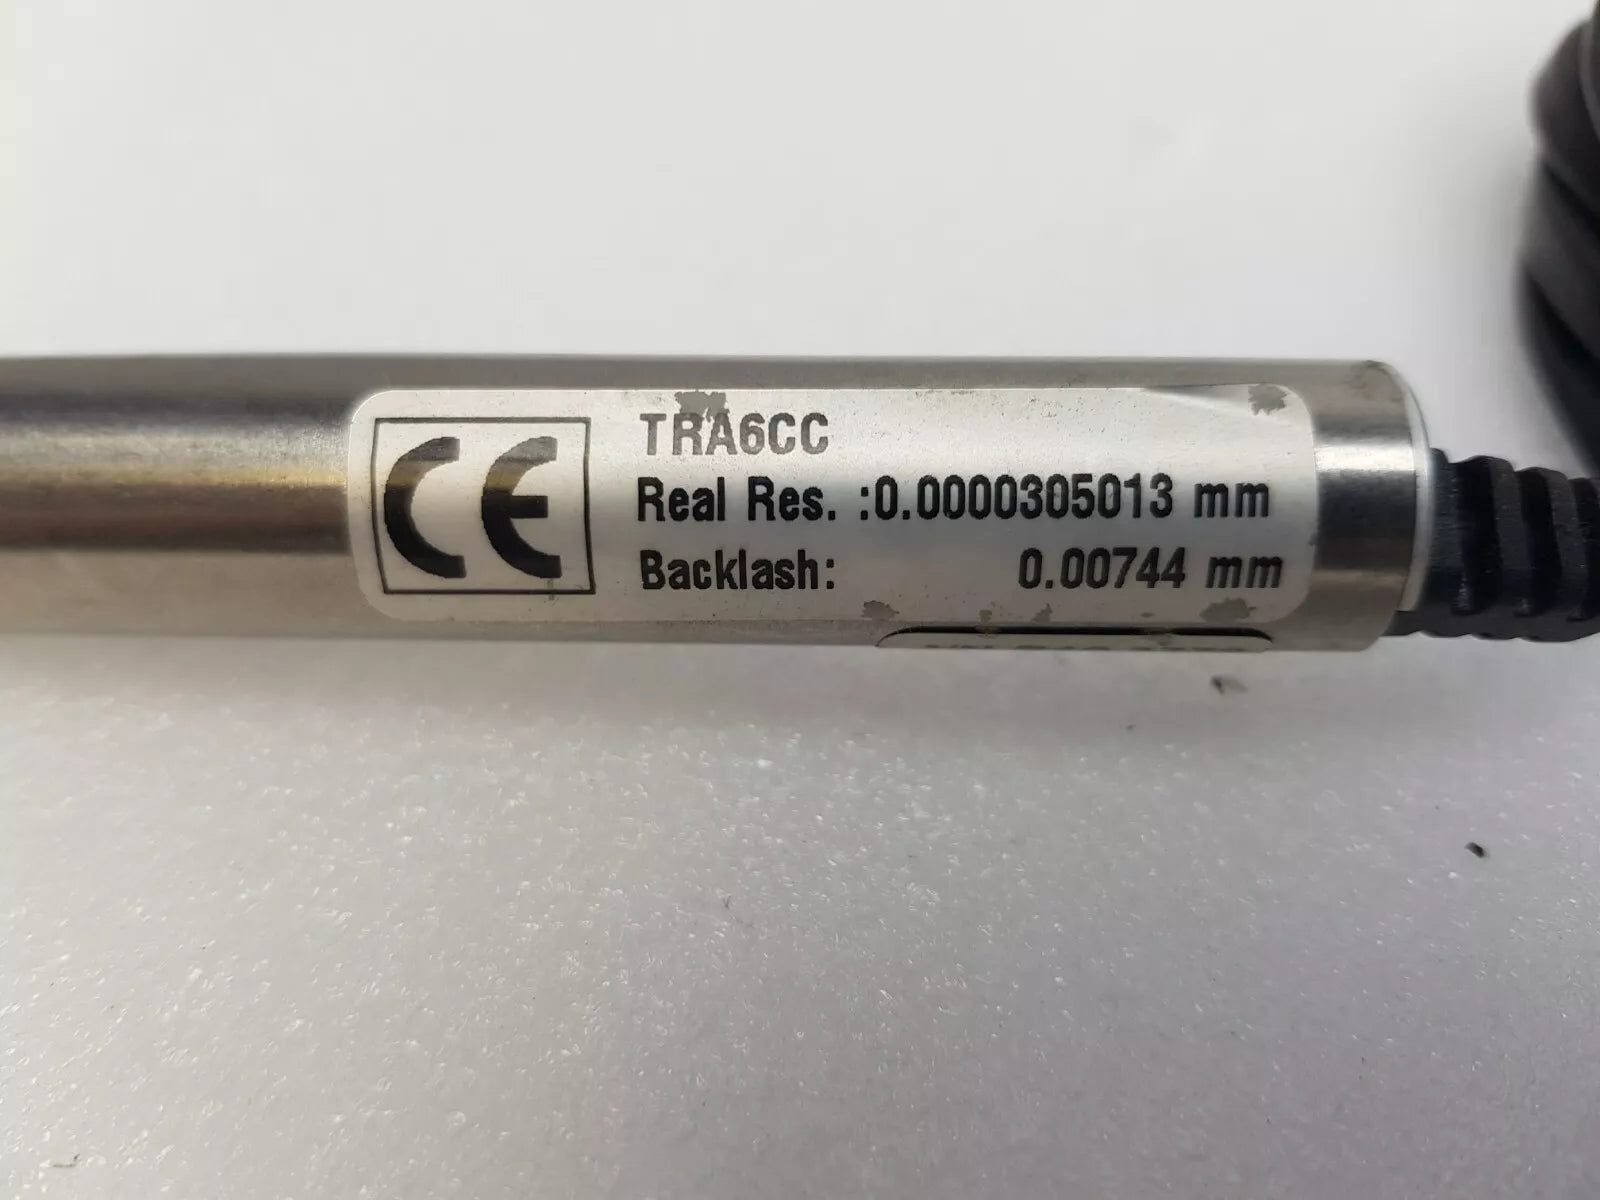 CE
TRA6CC
Real Res. :0.0000305013 mm
Backlash: 0.00744 mm